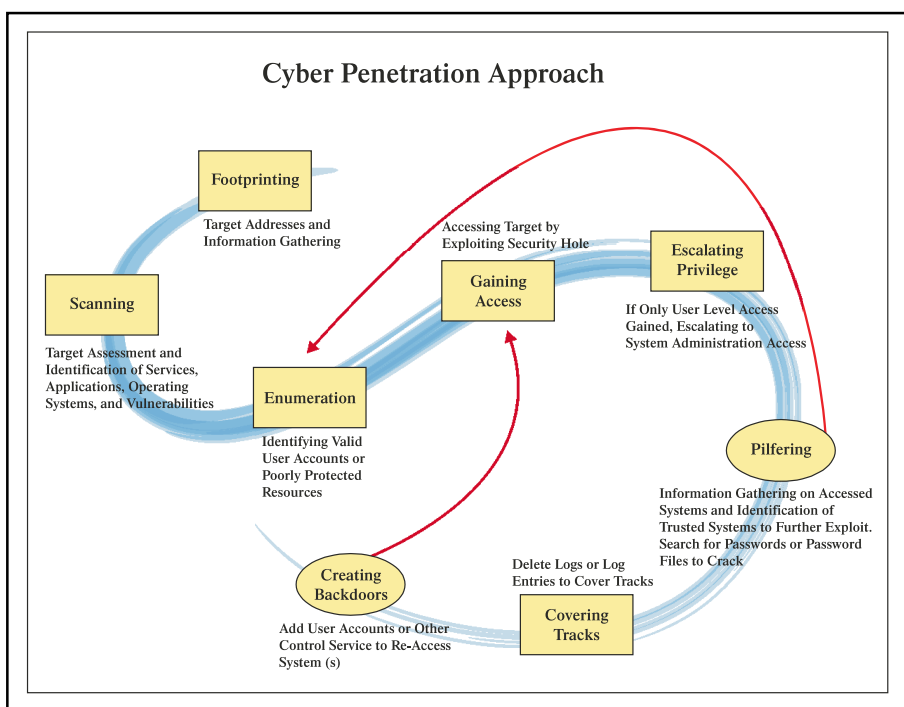 Cyber Penetration Approach
Footprinting
Target Addresses and
Information Gathering
Scanning
Target Assessment and
Identification of Services,
Applications, Operating
Systems, and Vulnerabilities
Enumeration
Identifying Valid
User Accounts or
Poorly Protected
Resources
Accessing Target by
Exploiting Security Hole
Gaining
Access
Escalating
Privilege
If Only User Level Access
Gained, Escalating to
System Administration Access
Pilfering
Information Gathering on Accessed
Systems and Identification of
Trusted Systems to Further Exploit.
Search for Passwords or Password
Files to Crack
Delete Logs or Log
Entries to Cover Tracks
Covering
Tracks
Creating
Backdoors
Add User Accounts or Other
Control Service to Re-Access
System (s)